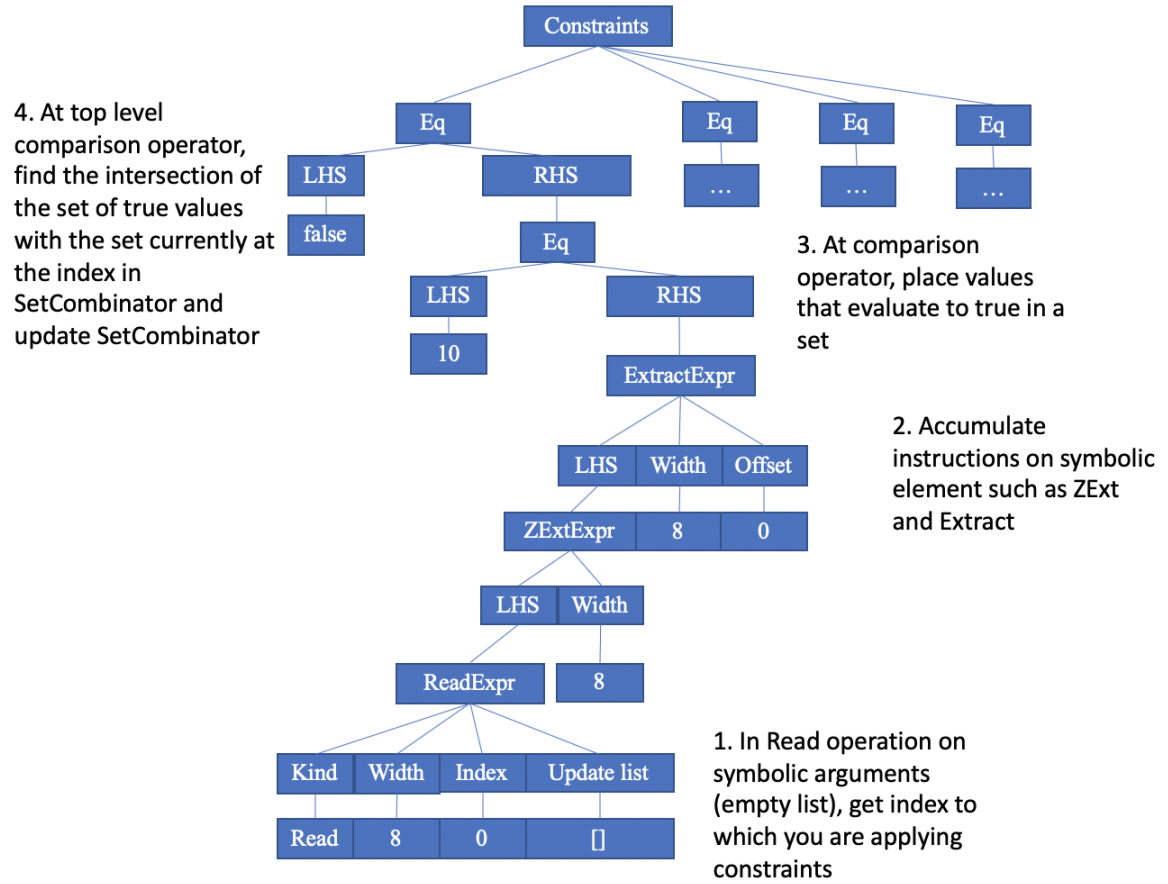 Constraints
4. At top level
comparison operator,
find the intersection of
the set of true values
with the set currently at
the index in
SetCombinator and
update SetCombinator
Eq
Eq
Eq
Eq
LHS
RHS
...
...
...
false
Eq
3. At comparison
operator, place values
that evaluate to true in a
set
LHS
RHS
10
ExtractExpr
2. Accumulate
instructions on symbolic
element such as ZExt
and Extract
LHS
Width
Offset
ZExtExpr
8
0
LHS
Width
ReadExpr
8
1. In Read operation on
symbolic arguments
(empty list), get index to
which you are applying
constraints
Kind
Width
Index
Update list
Read
8
0
[]